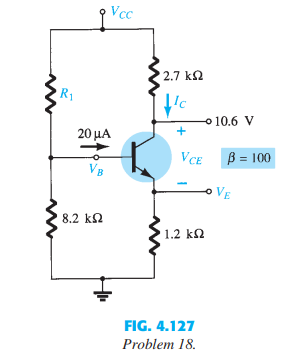 VCC
2.7 kΩ
R1
IC
10.6 V
20 μA
+
VCE
β = 100
VB
−
VE
8.2 kΩ
1.2 kΩ
FIG. 4.127
Problem 18.